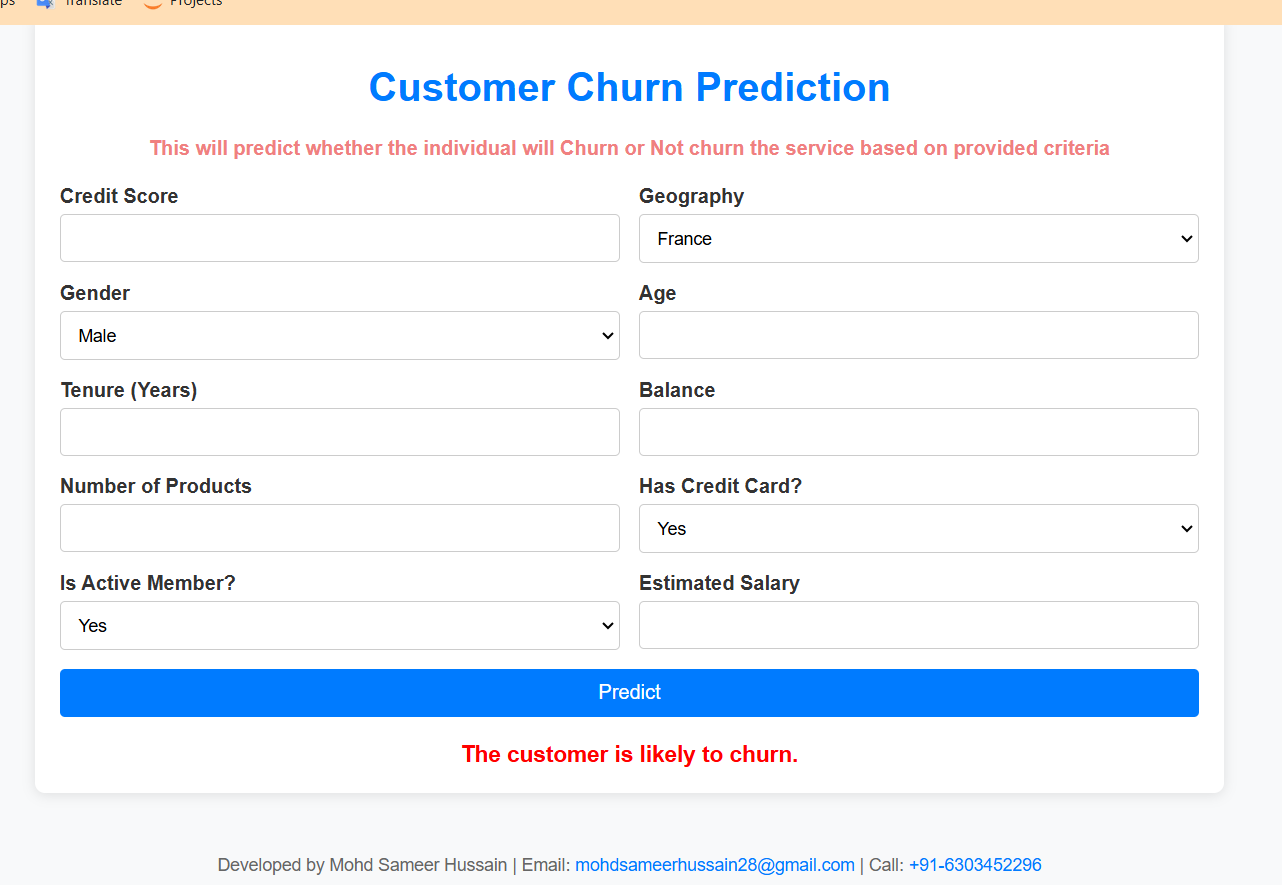 ps Translate Projects
Customer Churn Prediction
This will predict whether the individual will Churn or Not churn the service based on provided criteria
Credit Score
Geography
France
Gender
Male
Age
Tenure (Years)
Balance
Number of Products
Has Credit Card?
Yes
Is Active Member?
Yes
Estimated Salary
Predict
The customer is likely to churn.
Developed by Mohd Sameer Hussain | Email: mohdsameerhussain28@gmail.com | Call: +91-6303452296